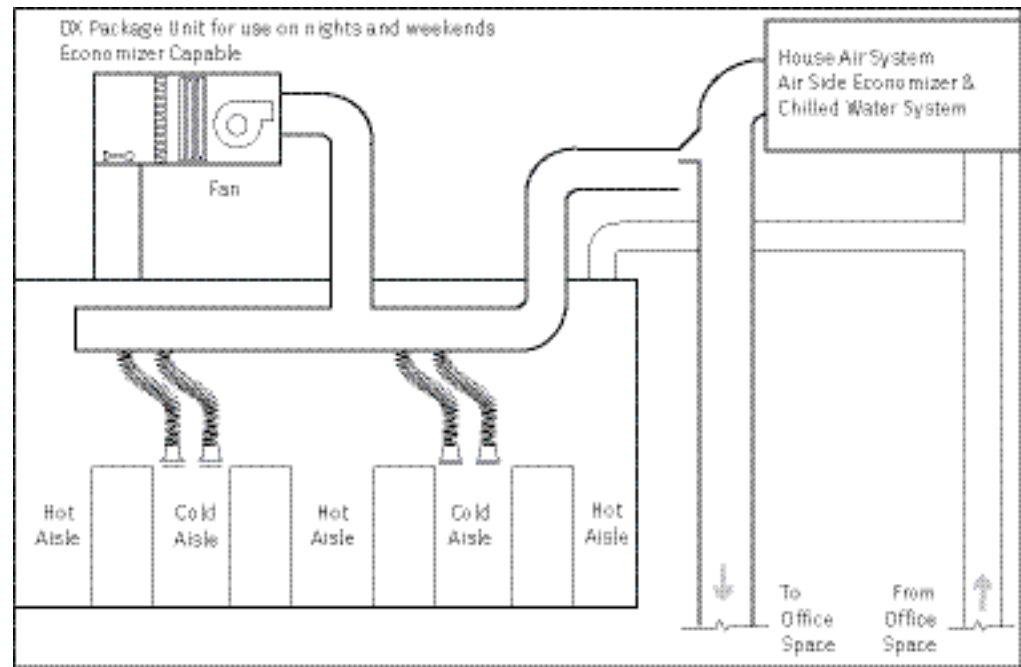 DX Package Unit for use on nights and weekends
Economizer Capable
House Air System
Air Side Economizer &
Chilled Water System
Fan
Hot
Aisle
Cold
Aisle
Hot
Aisle
Cold
Aisle
Hot
Aisle
To
Office
Space
From
Office
Space